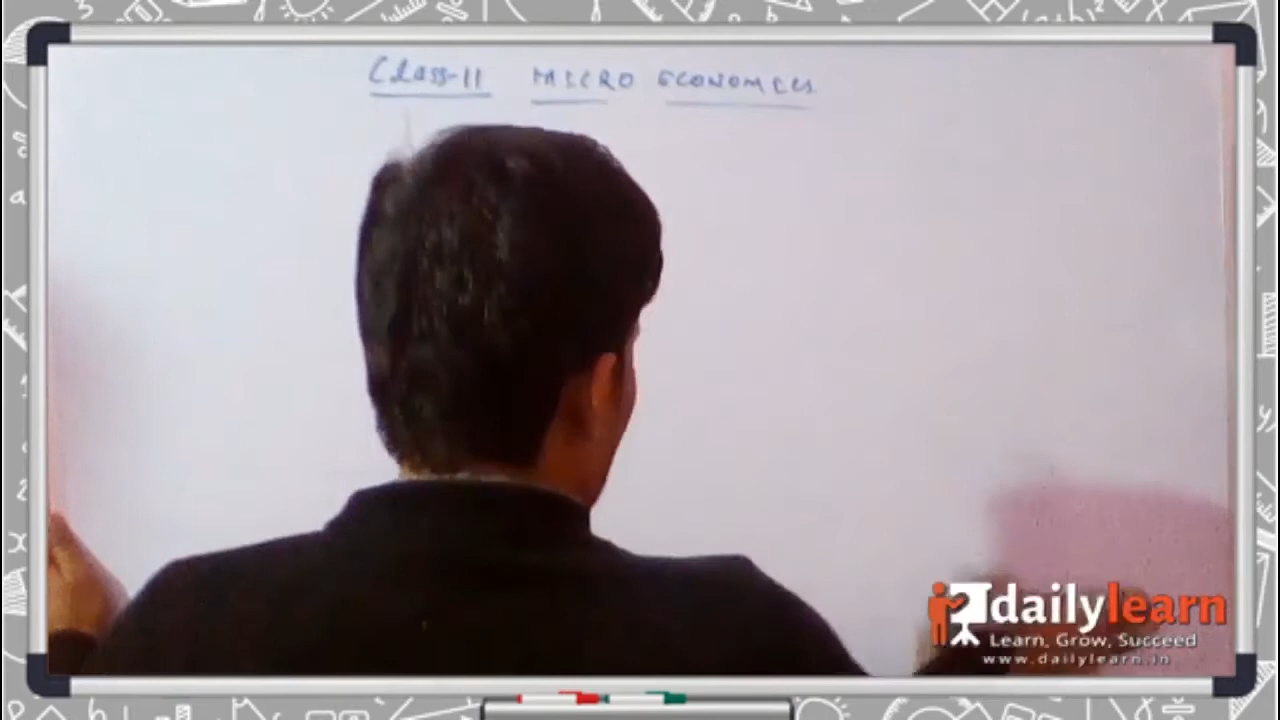 Class-11 MICRO ECONOMICS
dailylearn
Learn, Grow, Succeed
www.dailylearn.in